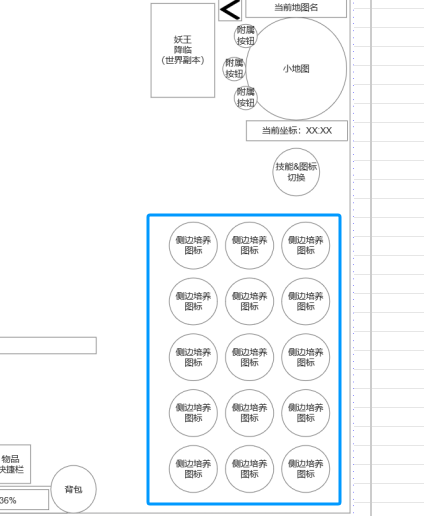 当前地图名
附属
按钮
妖王
降临
（世界副本）
附属
按钮
小地图
附属
按钮
当前坐标：XX:XX
技能&图标
切换
侧边培养
图标
侧边培养
图标
侧边培养
图标
侧边培养
图标
侧边培养
图标
侧边培养
图标
侧边培养
图标
侧边培养
图标
侧边培养
图标
侧边培养
图标
侧边培养
图标
侧边培养
图标
侧边培养
图标
侧边培养
图标
侧边培养
图标
物品
快捷栏
背包
36%